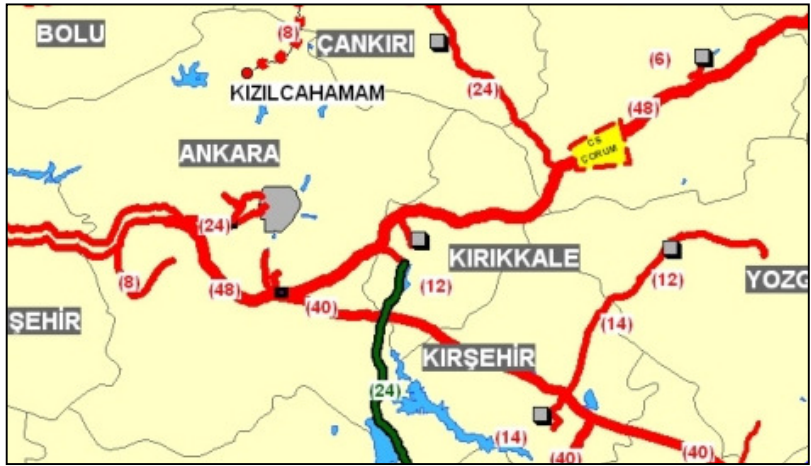 BOLU
(8)
ÇANKIRI
(6)
KIZILCAHAMAM
(24)
(48)
CS
ÇORUM
ANKARA
(24)
KIRIKKALE
YOZG
(8)
(48)
(12)
(12)
(40)
ŞEHİR
(14)
KIRŞEHİR
(24)
(14)
(40)
(40)